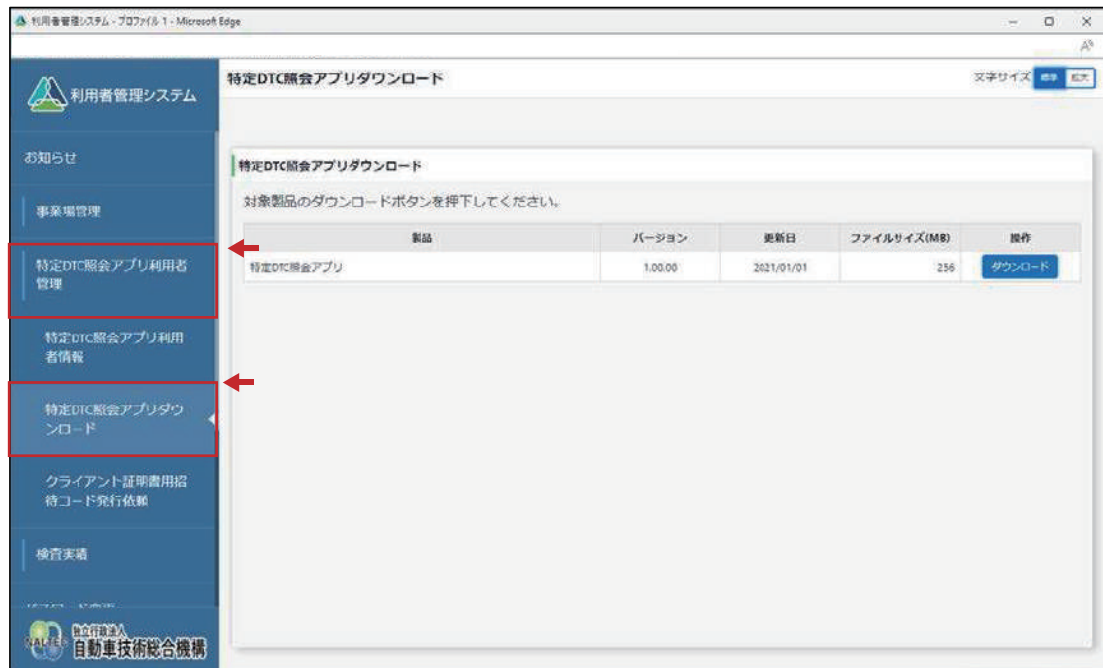 利用者管理システム - プロファイル 1 - Microsoft Edge
利用者管理システム
特定DTC照会アプリダウンロード
文字サイズ 標準 拡大
お知らせ
事業場管理
特定DTC照会アプリ利用者
管理
特定DTC照会アプリ利用
者情報
特定DTC照会アプリダウ
ンロード
クライアント証明書用招
待コード発行依頼
検査実績
独立行政法人
自動車技術総合機構
特定DTC照会アプリダウンロード
対象製品のダウンロードボタンを押下してください。
製品 バージョン 更新日 ファイルサイズ(MB) 操作
特定DTC照会アプリ 1.00.00 2021/01/01 256 ダウンロード